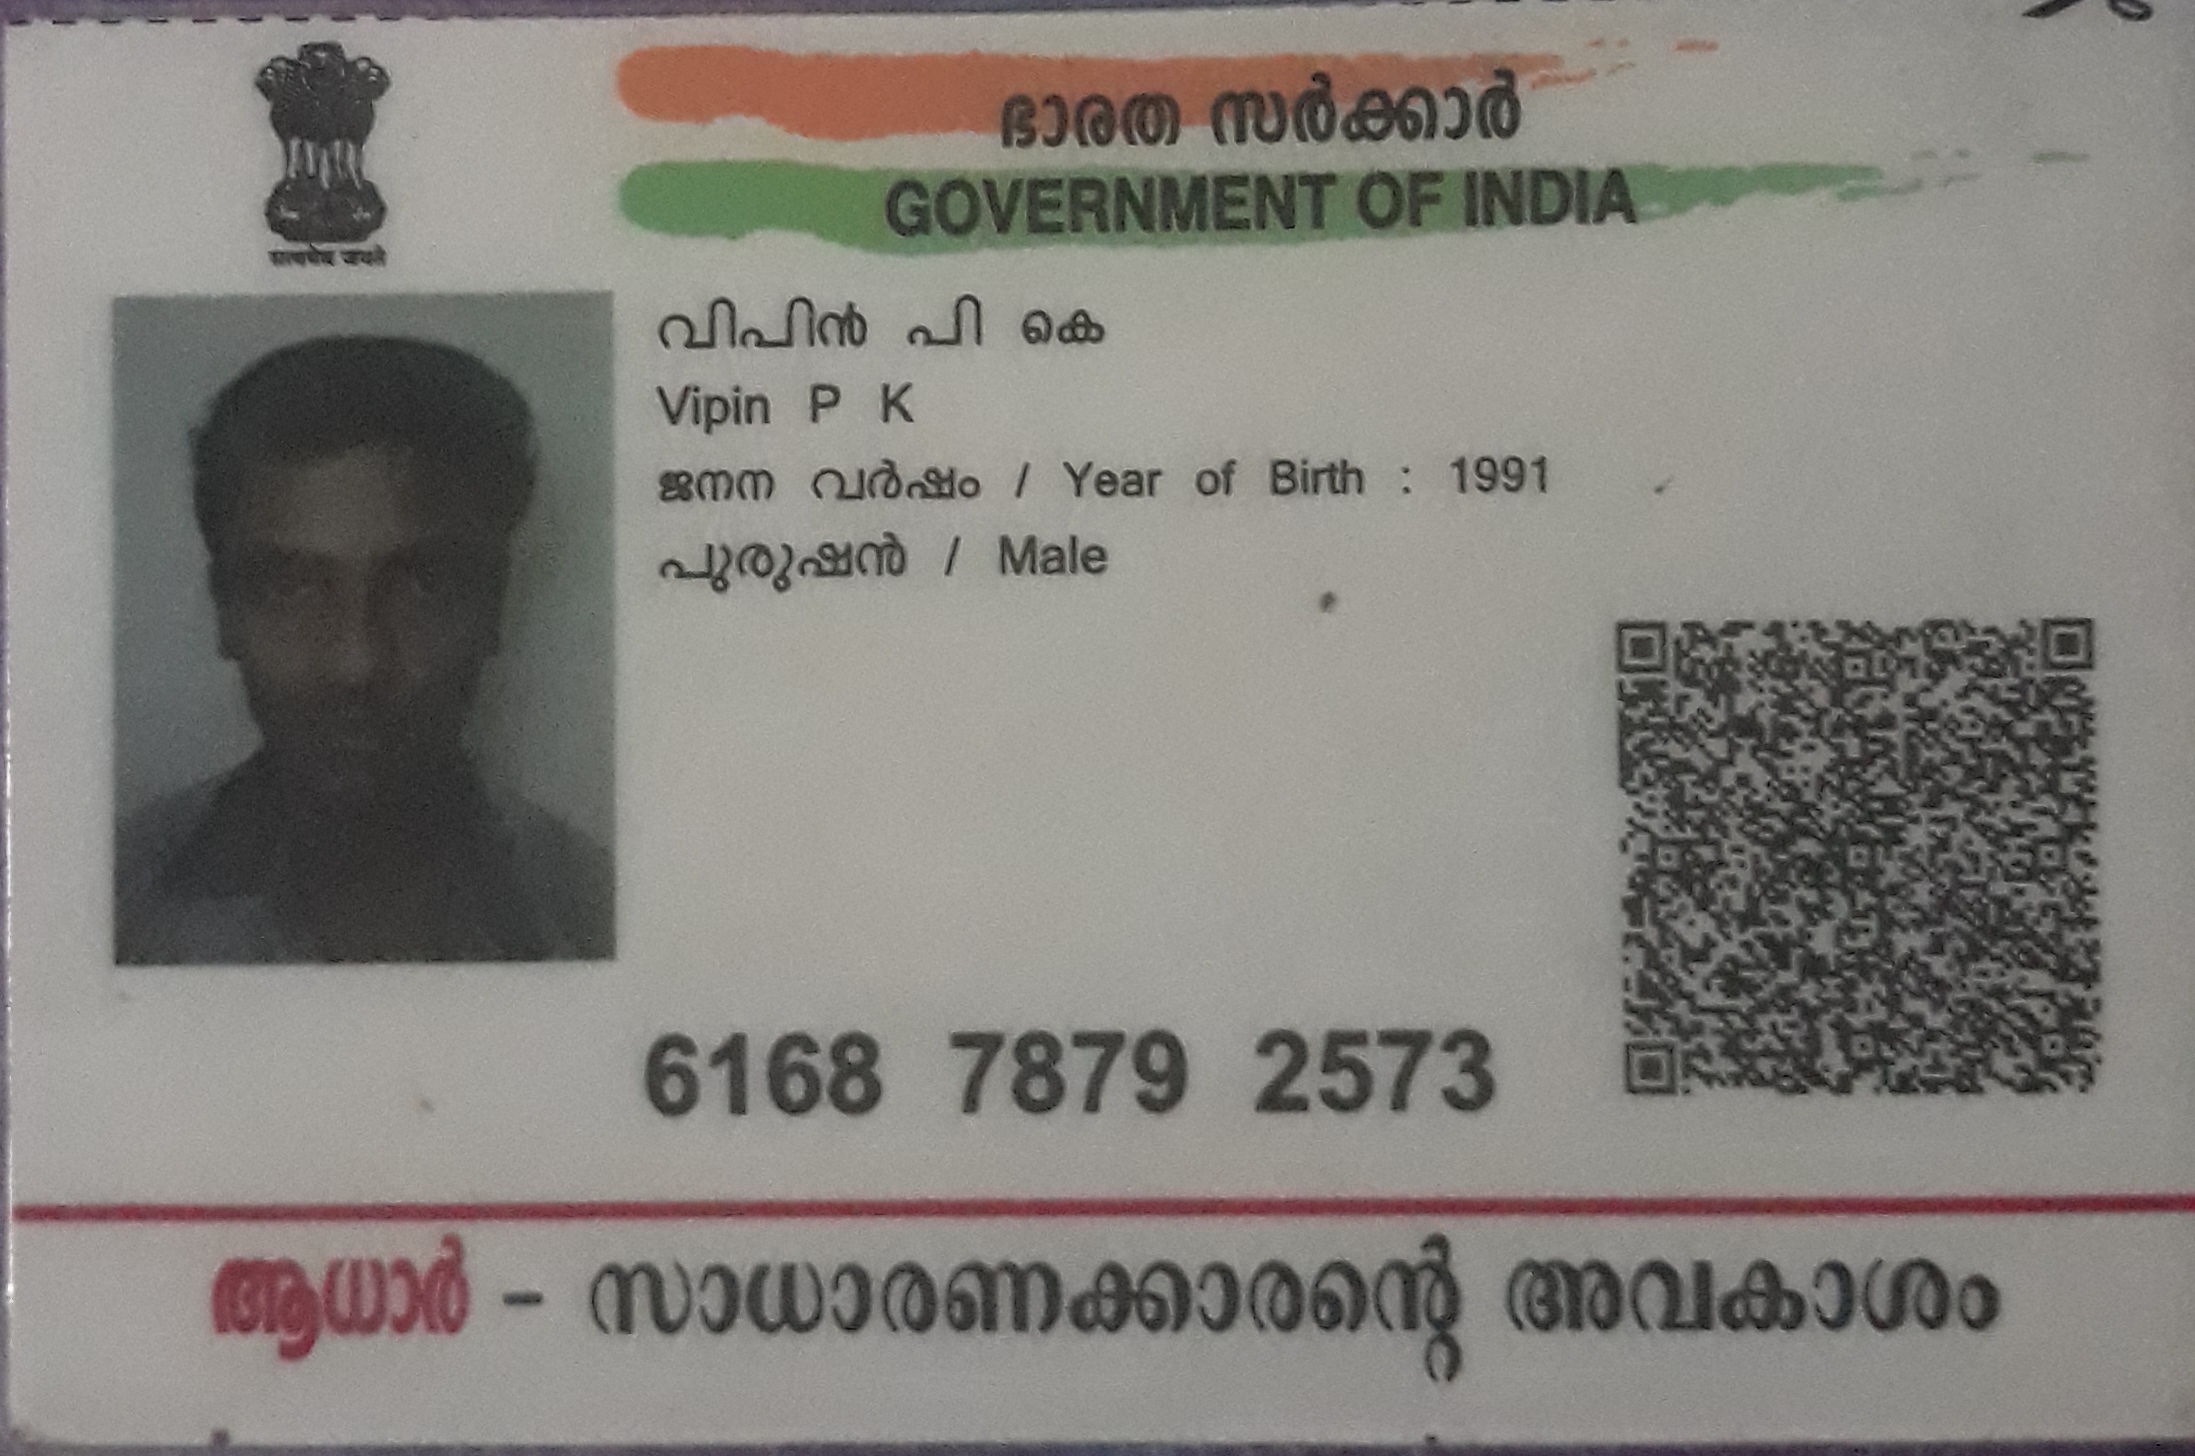 ഭാരത സർക്കാർ
GOVERNMENT OF INDIA
सत्यमेव जयते
വിപിൻ പി കെ
Vipin P K
ജനന വർഷം / Year of Birth : 1991
പുരുഷൻ / Male
6168 7879 2573
ആധാർ - സാധാരണക്കാരന്റെ അവകാശം